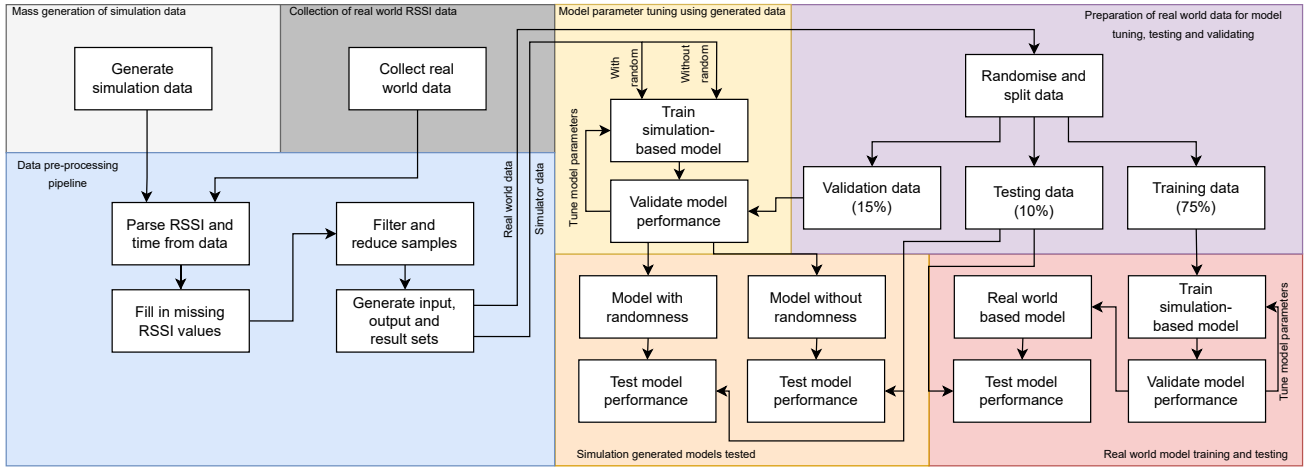 Mass generation of simulation data
Generate
simulation data
Collection of real world RSSI data
Collect real
world data
Data pre-processing
pipeline
Parse RSSI and
time from data
Fill in missing
RSSI values
Filter and
reduce samples
Generate input,
output and
result sets
Real world data
Simulator data
Model parameter tuning using generated data
With
random
Without
random
Train
simulation-
based model
Tune model parameters
Validate model
performance
Preparation of real world data for model
tuning, testing and validating
Randomise and
split data
Validation data
(15%)
Testing data
(10%)
Training data
(75%)
Model with
randomness
Model without
randomness
Test model
performance
Test model
performance
Simulation generated models tested
Real world
based model
Train
simulation-
based model
Tune model parameters
Test model
performance
Validate model
performance
Real world model training and testing